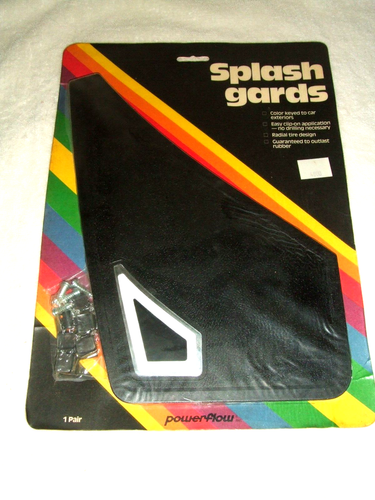 Splash
gards
Color keyed to car
exteriors
Easy clip-on application
— no drilling necessary
Radial tire design
Guaranteed to outlast
rubber
1 Pair
powerflow